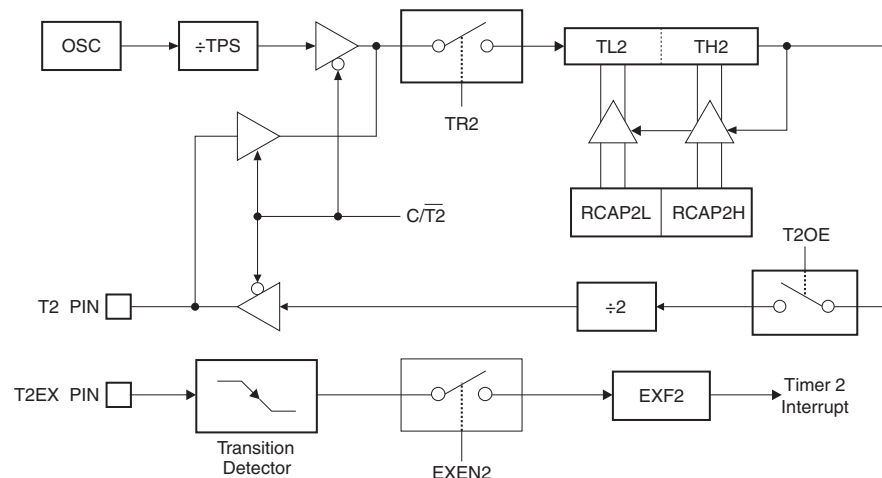 OSC
÷TPS
TL2
TH2
TR2
C/T̅2̅
RCAP2L
RCAP2H
T2OE
T2 PIN
÷2
T2EX PIN
EXF2
Timer 2
Interrupt
Transition
Detector
EXEN2